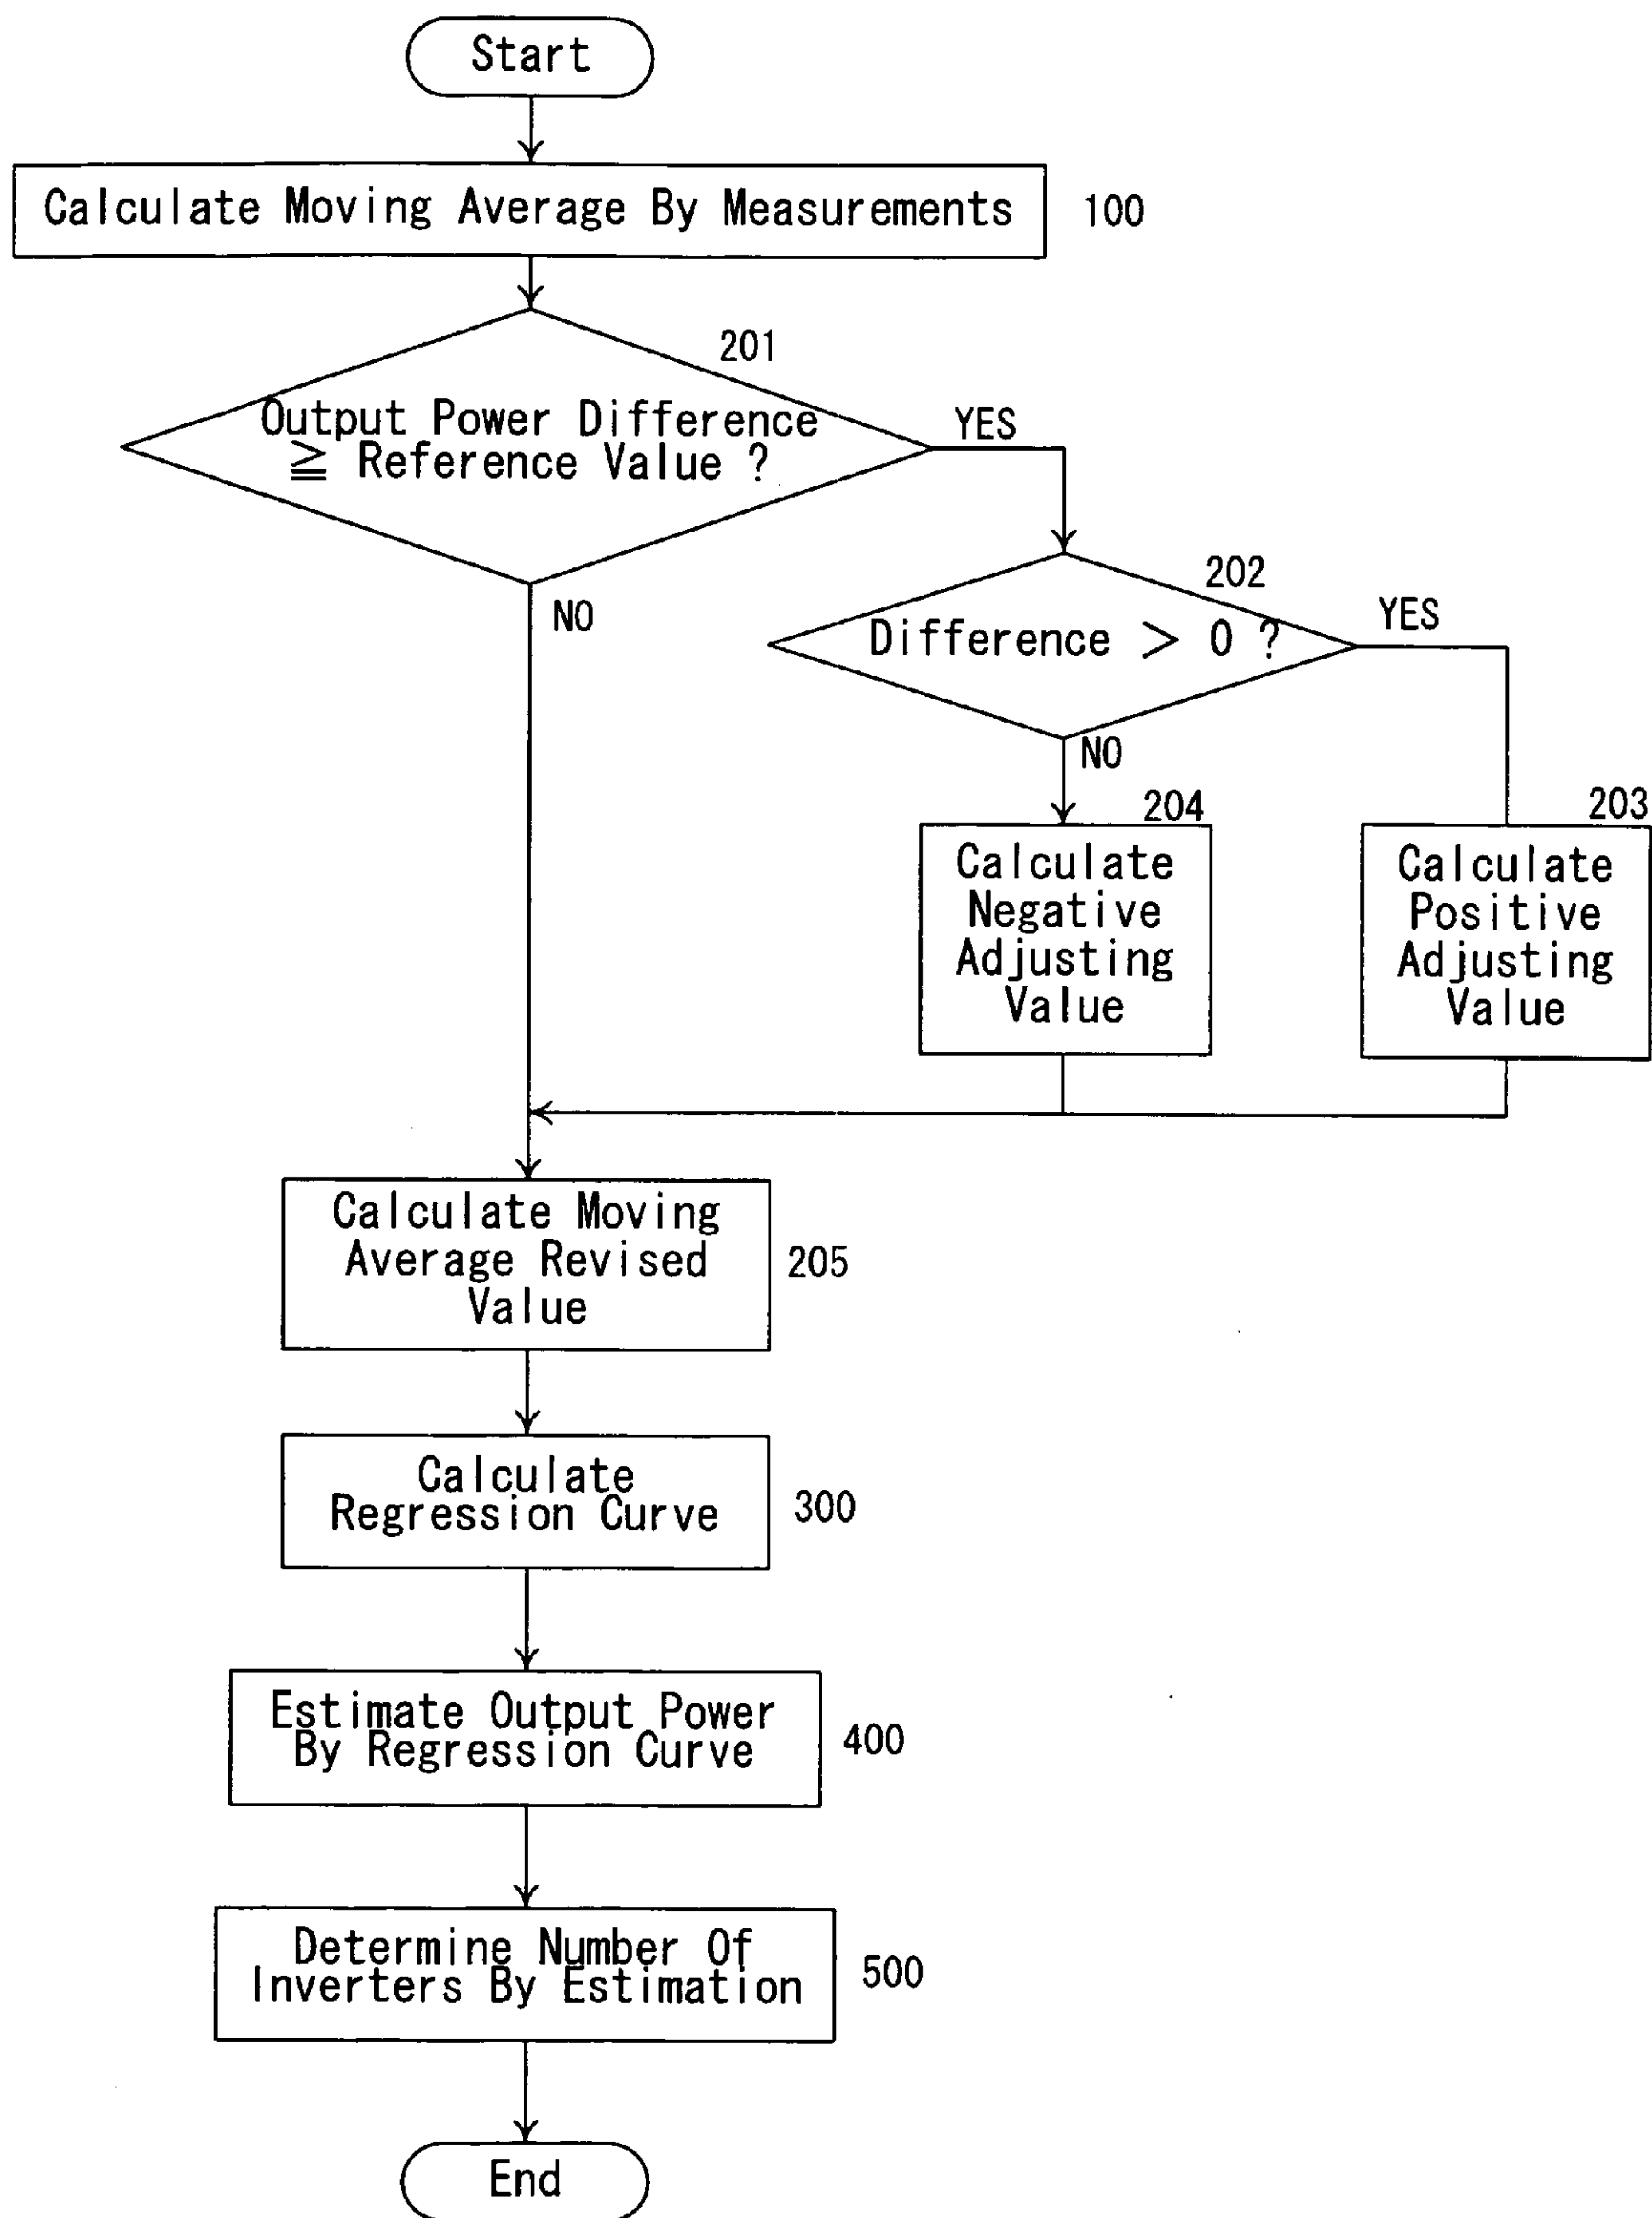 Start
Calculate Moving Average By Measurements
100
201
Output Power Difference
≧ Reference Value ?
YES
NO
202
Difference > 0 ?
YES
NO
204
Calculate
Negative
Adjusting
Value
203
Calculate
Positive
Adjusting
Value
Calculate Moving
Average Revised
Value
205
Calculate
Regression Curve
300
Estimate Output Power
By Regression Curve
400
Determine Number Of
Inverters By Estimation
500
End